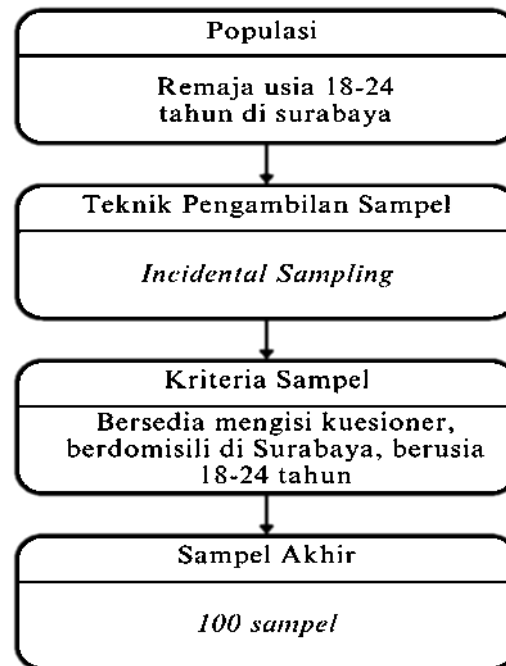 Populasi
Remaja usia 18-24
tahun di surabaya
Teknik Pengambilan Sampel
Incidental Sampling
Kriteria Sampel
Bersedia mengisi kuesioner,
berdomisili di Surabaya, berusia
18-24 tahun
Sampel Akhir
100 sampel